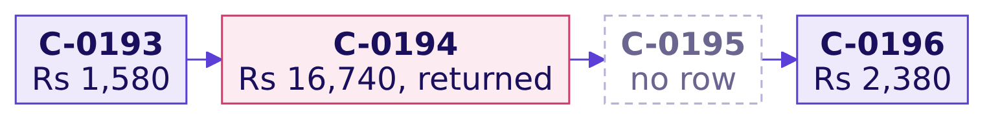 C-0193
Rs 1,580
C-0194
Rs 16,740, returned
C-0195
no row
C-0196
Rs 2,380